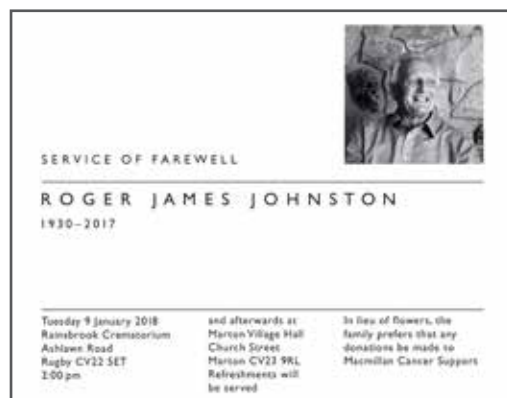 SERVICE OF FAREWELL
ROGER JAMES JOHNSTON
1930–2017
Tuesday 9 January 2018
Rainsbrook Crematorium
Ashlawn Road
Rugby CV22 5ET
2:00 pm
and afterwards at
Marton Village Hall
Church Street
Marton CV23 9RL
Refreshments will
be served
In lieu of flowers, the
family prefers that any
donations be made to
Macmillan Cancer Support